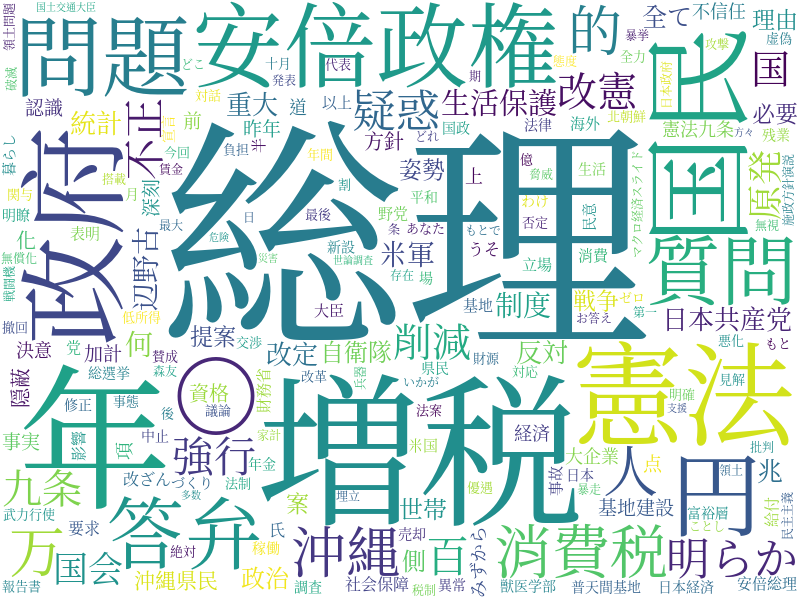 国土交通大臣
領土問題
問題
安倍政権
的
全て
不信任
理由
虚偽
どこ
十月
発表
代表
暴挙
攻撃
態度
全力
期
日本政府
破滅
対話
以上
認識
重大
道
疑惑
生活保護
改憲
国
必要
北朝鮮
統計
不正
前
昨年
方針
どれ
国政
法律
海外
憲法九条
方々
残業
国民
政府
暮らし
今回
負担
半
姿勢
上
億
脅威
生活
原発
施政方針演説
マクロ経済スライド
関与
搭載
月
深刻
年間
賃金
割
平和
わけ
民意
明瞭
最大
日
最後
野党
条
あなた
否定
無視
化
表明
辺野古
総理
新設
米軍
うそ
もとで
消費
質問
戦闘機
無償化
危険
災害
世論調査
存在
場
立場
低所得
大臣
基地
制度
戦争
ゼロ
お答え
第一
撤回
提案
交渉
削減
日本共産党
決意
党
加計
何
改定
自衛隊
県民
財源
反対
悪化
もと
隠蔽
総選挙
賛成
森友
改革
兵器
いかが
対応
明確
見解
支援
年
〇
資格
議論
財務省
憲法
修正
事態
後
増税
法案
事実
影響
項
中止
強行
家計
米国
経済
大企業
人
点
批判
領土
九条
改ざん
づくり
多数
年金
法制
日本
事故
暴走
円
兆
武力行使
案
埋立
優遇
世帯
基地建設
給付
富裕層
ことし
民主主義
万
要求
答弁
氏
絶対
稼働
沖縄
売却
側
百
みずから
消費税
明らか
国会
沖縄県民
政治
報告書
調査
社会保障
税制
異常
獣医学部
普天間基地
日本経済
安倍総理